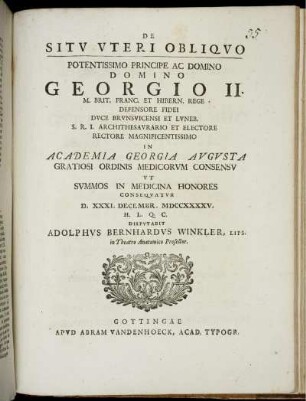 35
DE
SITV VTERI OBLIQVO
POTENTISSIMO PRINCIPE AC DOMINO
DOMINO
GEORGIO II.
M. BRIT. FRANC. ET HIBERN. REGE
DEFENSORE FIDEI
DVCE BRVNSVICENSI ET LVNEB.
S. R. I. ARCHITHESAVRARIO ET ELECTORE
RECTORE MAGNIFICENTISSIMO
IN
ACADEMIA GEORGIA AVGVSTA
GRATIOSI ORDINIS MEDICORVM CONSENSV
VT
SVMMOS IN MEDICINA HONORES
CONSEQVATVR
D. XXXI. DECEMBR. MDCCXXXXV.
H. L. Q. C.
DISPVTABIT
ADOLPHVS BERNHARDVS WINKLER, LIPS.
in Theatro Anatomico Prosector.
GOTTINGAE
APVD ABRAM VANDENHOECK, ACAD. TYPOGR.